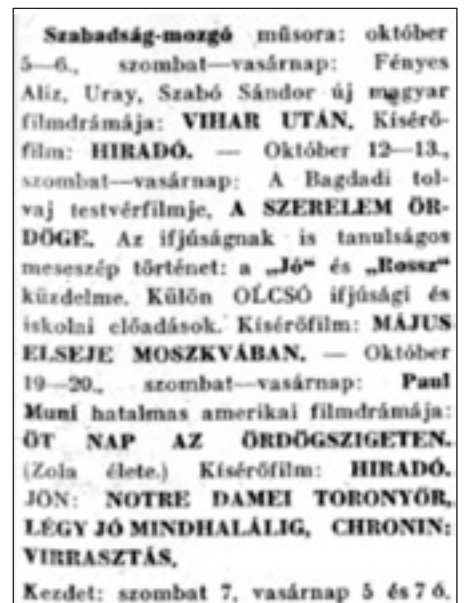 Szabadság-mozgó műsora: október
5—6., szombat—vasárnap: Fényes
Aliz, Uray, Szabó Sándor új magyar
filmdrámája: VIHAR UTÁN. Kísérő-
film: HIRADÓ. — Október 12—13.,
szombat—vasárnap: A Bagdadi tol-
vaj testvérfilmje, A SZERELEM ÖR-
DÖGE. Az ifjúságnak is tanulságos
meseszép történet: a „Jó" és „Rossz"
küzdelme. Külön OLCSÓ ifjúsági és
iskolai előadások. Kísérőfilm: MÁJUS
ELSEJE MOSZKVÁBAN. — Október
19—20., szombat—vasárnap: Paul
Muni hatalmas amerikai filmdrámája:
ÖT NAP AZ ÖRDÖGSZIGETEN.
(Zola élete.) Kísérőfilm: HIRADÓ.
JÖN: NOTRE DAMEI TORONYŐR,
LÉGY JÓ MINDHALÁLIG, CHRONIN:
VIRRASZTÁS.
Kezdet: szombat 7, vasárnap 5 és 7 ó.